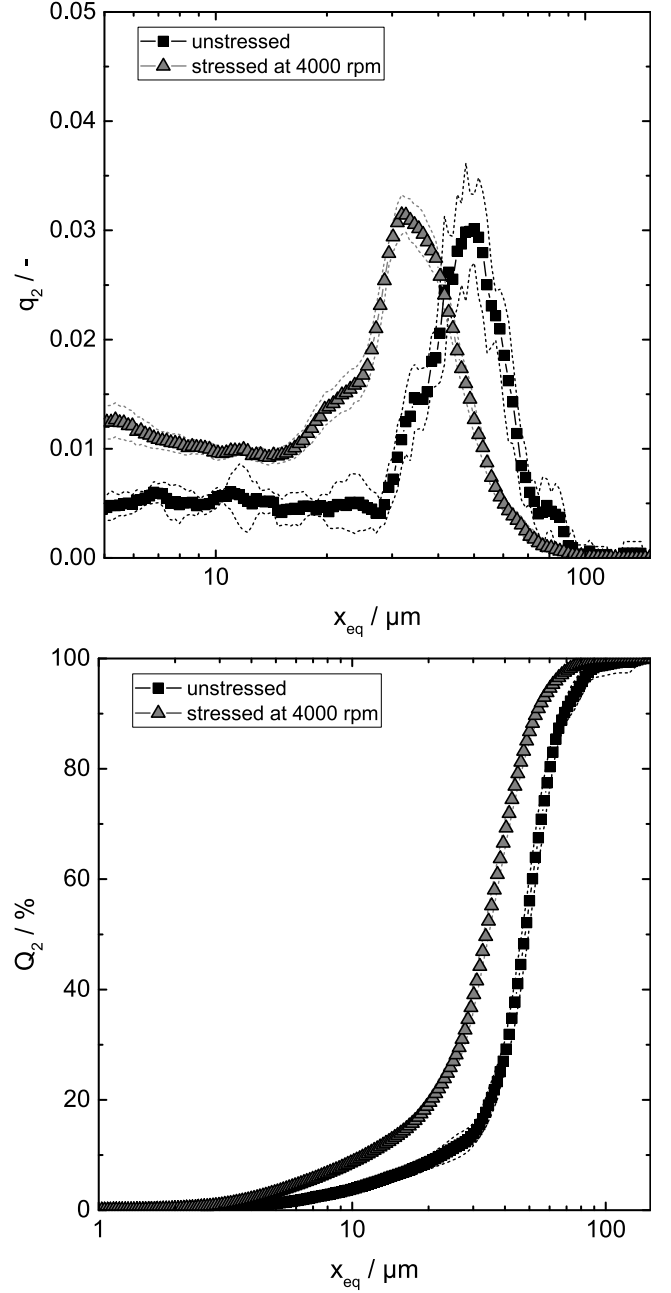 0.05
0.04
0.03
0.02
0.01
0.00
q2 / -
unstressed
stressed at 4000 rpm
10
100
xeq / µm
100
80
60
40
20
0
Q2 / %
unstressed
stressed at 4000 rpm
1
10
100
xeq / µm